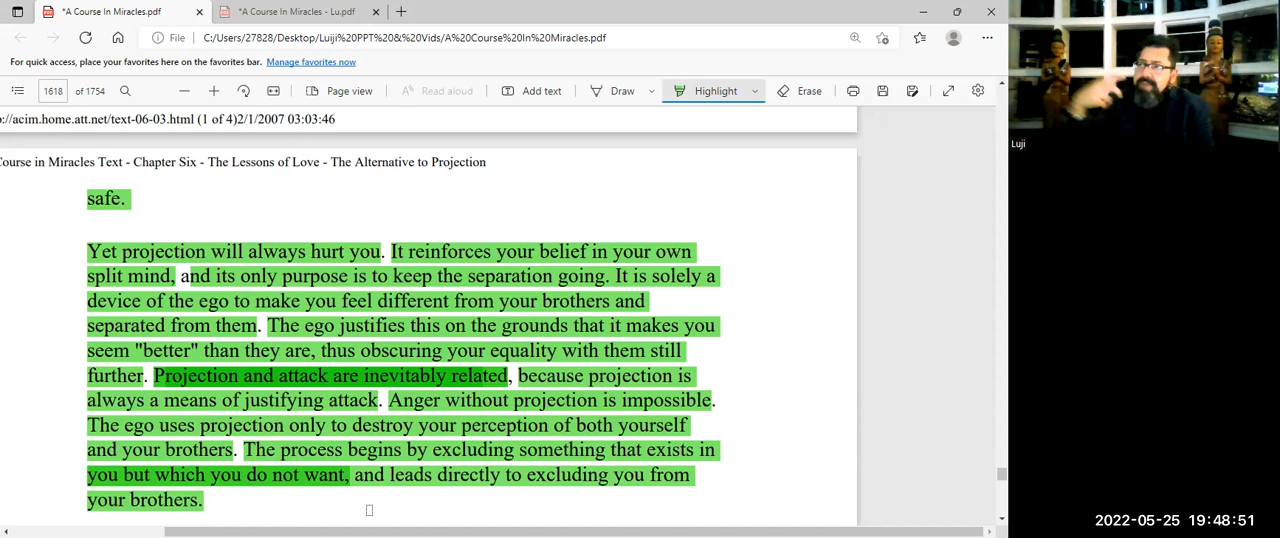 *A Course In Miracles.pdf
*A Course In Miracles - Lu.pdf
File
C:/Users/27828/Desktop/Luiji%20PPT%20&%20Vids/A%20Course%20In%20Miracles.pdf
For quick access, place your favorites here on the favorites bar. Manage favorites now
1618 of 1754
Page view
Read aloud
Add text
Draw
Highlight
Erase
://acim.home.att.net/text-06-03.html (1 of 4)2/1/2007 03:03:46
Course in Miracles Text - Chapter Six - The Lessons of Love - The Alternative to Projection
safe.
Yet projection will always hurt you. It reinforces your belief in your own
split mind, and its only purpose is to keep the separation going. It is solely a
device of the ego to make you feel different from your brothers and
separated from them. The ego justifies this on the grounds that it makes you
seem "better" than they are, thus obscuring your equality with them still
further. Projection and attack are inevitably related, because projection is
always a means of justifying attack. Anger without projection is impossible.
The ego uses projection only to destroy your perception of both yourself
and your brothers. The process begins by excluding something that exists in
you but which you do not want, and leads directly to excluding you from
your brothers.
Luji
2022-05-25 19:48:51